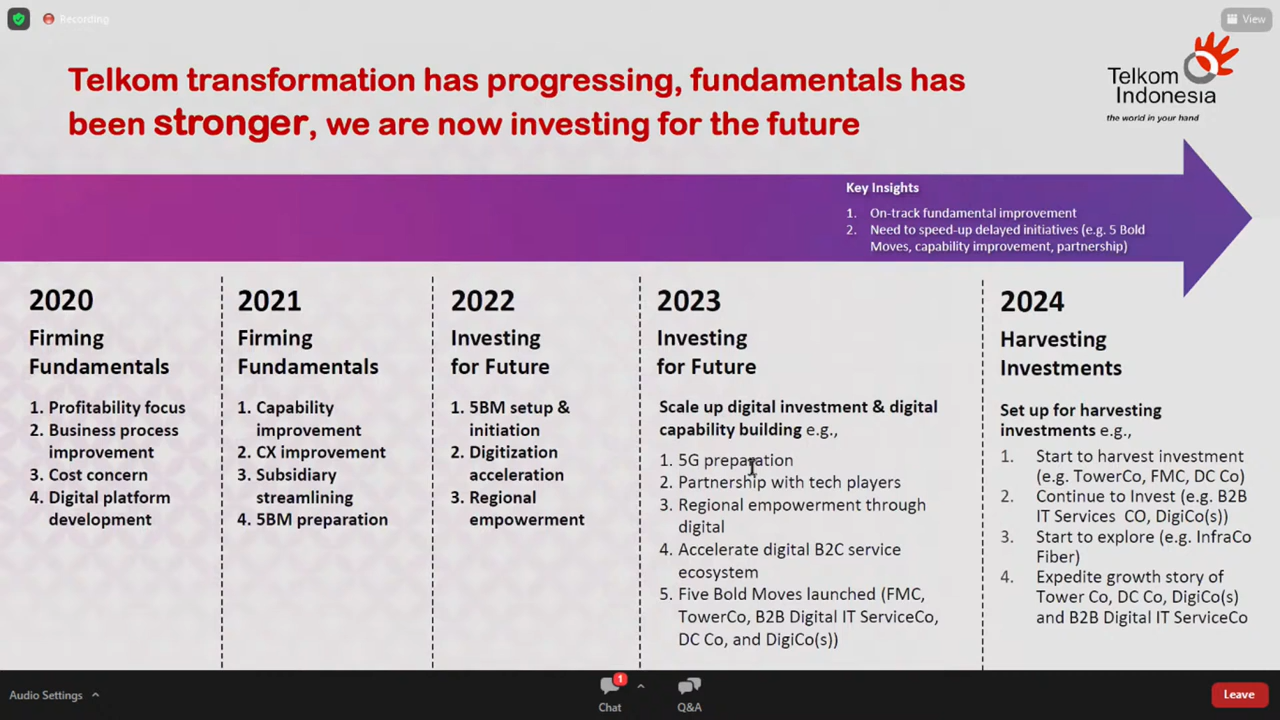 Recording
View
Telkom transformation has progressing, fundamentals has
been stronger, we are now investing for the future
Telkom
Indonesia
the world in your hand
Key Insights
1. On-track fundamental improvement
2. Need to speed-up delayed initiatives (e.g. 5 Bold
Moves, capability improvement, partnership)
2020
Firming
Fundamentals
1. Profitability focus
2. Business process
improvement
3. Cost concern
4. Digital platform
development
2021
Firming
Fundamentals
1. Capability
improvement
2. CX improvement
3. Subsidiary
streamlining
4. 5BM preparation
2022
Investing
for Future
1. 5BM setup &
initiation
2. Digitization
acceleration
3. Regional
empowerment
2023
Investing
for Future
Scale up digital investment & digital
capability building e.g.,
1. 5G preparation
2. Partnership with tech players
3. Regional empowerment through
digital
4. Accelerate digital B2C service
ecosystem
5. Five Bold Moves launched (FMC,
TowerCo, B2B Digital IT ServiceCo,
DC Co, and DigiCo(s))
2024
Harvesting
Investments
Set up for harvesting
investments e.g.,
1. Start to harvest investment
(e.g. TowerCo, FMC, DC Co)
2. Continue to Invest (e.g. B2B
IT Services CO, DigiCo(s))
3. Start to explore (e.g. InfraCo
Fiber)
4. Expedite growth story of
Tower Co, DC Co, DigiCo(s)
and B2B Digital IT ServiceCo
Audio Settings
1
Chat
Q&A
Leave